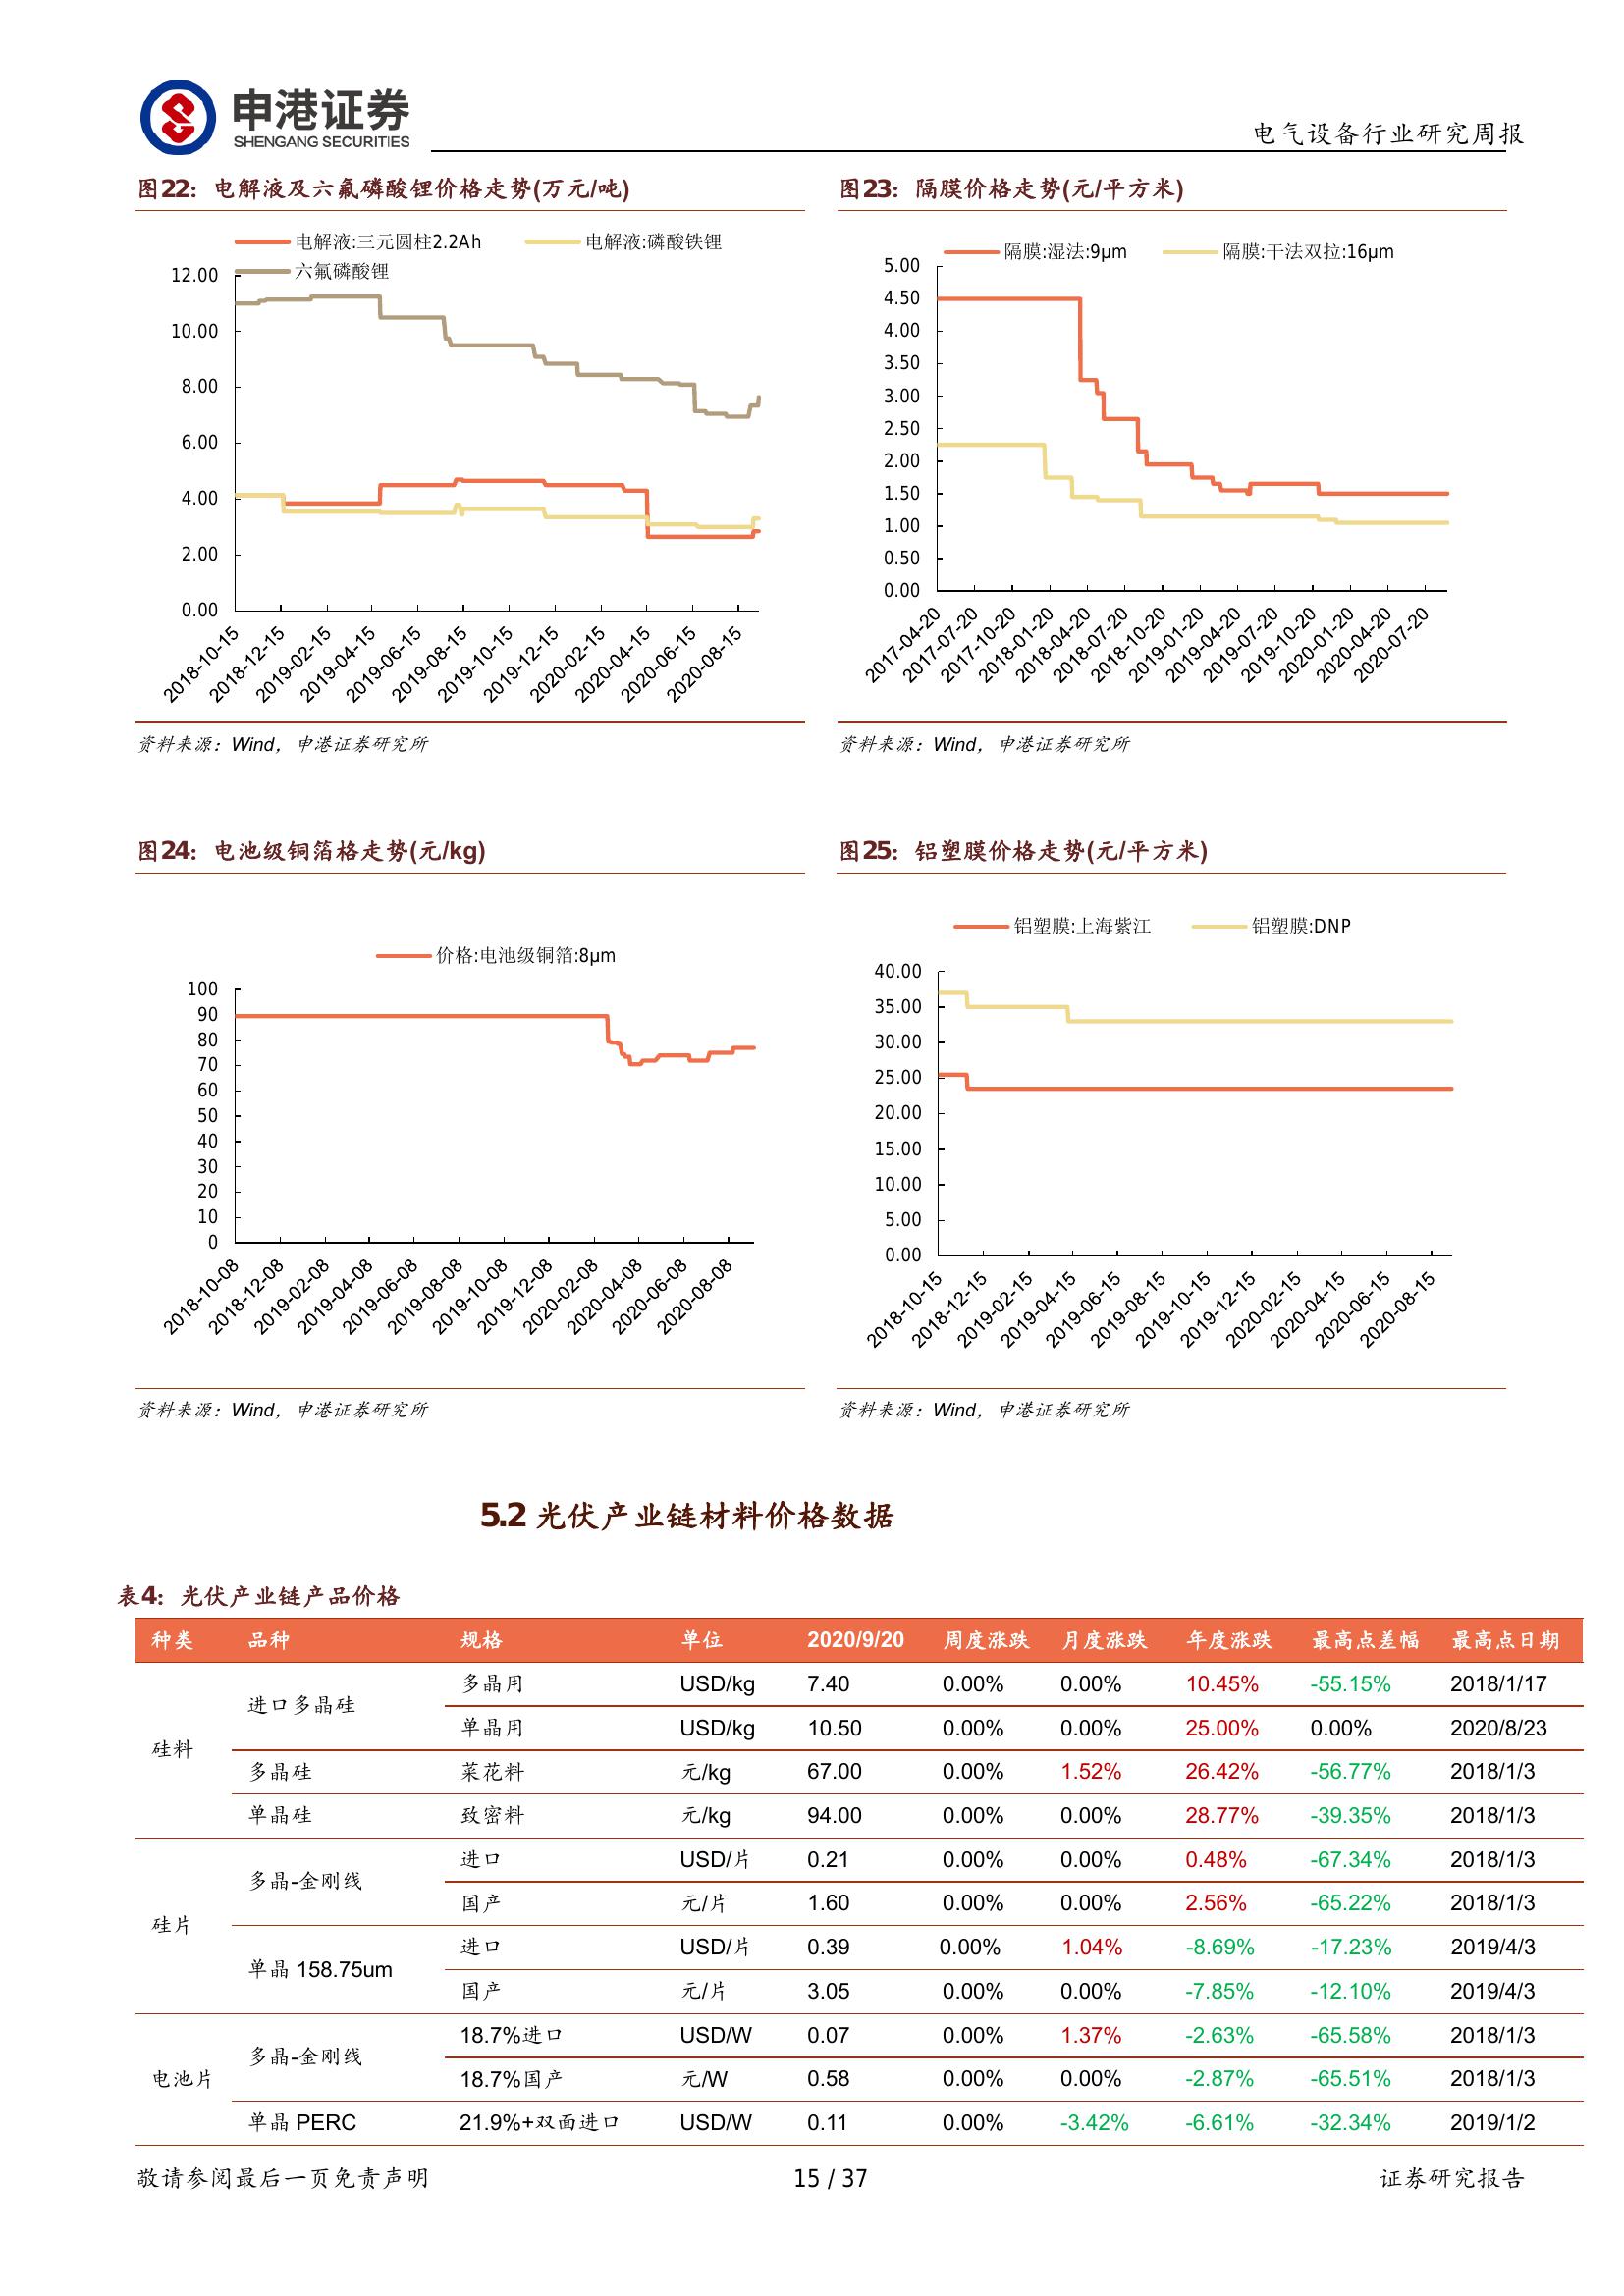 申港证券
SHENGANG SECURITIES
电气设备行业研究周报
图22：电解液及六氟磷酸锂价格走势(万元/吨)
电解液:三元圆柱2.2Ah 电解液:磷酸铁锂
六氟磷酸锂
12.00
10.00
8.00
6.00
4.00
2.00
0.00
2018-10-15
2018-12-15
2019-02-15
2019-04-15
2019-06-15
2019-08-15
2019-10-15
2019-12-15
2020-02-15
2020-04-15
2020-06-15
2020-08-15
资料来源：Wind，申港证券研究所
图23：隔膜价格走势(元/平方米)
隔膜:湿法:9μm 隔膜:干法双拉:16μm
5.00
4.50
4.00
3.50
3.00
2.50
2.00
1.50
1.00
0.50
0.00
2017-04-20
2017-07-20
2017-10-20
2018-01-20
2018-04-20
2018-07-20
2018-10-20
2019-01-20
2019-04-20
2019-07-20
2019-10-20
2020-01-20
2020-04-20
2020-07-20
资料来源：Wind，申港证券研究所
图24：电池级铜箔格走势(元/kg)
价格:电池级铜箔:8μm
100
90
80
70
60
50
40
30
20
10
0
2018-10-08
2018-12-08
2019-02-08
2019-04-08
2019-06-08
2019-08-08
2019-10-08
2019-12-08
2020-02-08
2020-04-08
2020-06-08
2020-08-08
资料来源：Wind，申港证券研究所
图25：铝塑膜价格走势(元/平方米)
铝塑膜:上海紫江 铝塑膜:DNP
40.00
35.00
30.00
25.00
20.00
15.00
10.00
5.00
0.00
2018-10-15
2018-12-15
2019-02-15
2019-04-15
2019-06-15
2019-08-15
2019-10-15
2019-12-15
2020-02-15
2020-04-15
2020-06-15
2020-08-15
资料来源：Wind，申港证券研究所
5.2 光伏产业链材料价格数据
表4：光伏产业链产品价格
种类 品种 规格 单位 2020/9/20 周度涨跌 月度涨跌 年度涨跌 最高点差幅 最高点日期
硅料 进口多晶硅 多晶用 USD/kg 7.40 0.00% 0.00% 10.45% -55.15% 2018/1/17
单晶用 USD/kg 10.50 0.00% 0.00% 25.00% 0.00% 2020/8/23
多晶硅 菜花料 元/kg 67.00 0.00% 1.52% 26.42% -56.77% 2018/1/3
单晶硅 致密料 元/kg 94.00 0.00% 0.00% 28.77% -39.35% 2018/1/3
硅片 多晶-金刚线 进口 USD/片 0.21 0.00% 0.00% 0.48% -67.34% 2018/1/3
国产 元/片 1.60 0.00% 0.00% 2.56% -65.22% 2018/1/3
单晶 158.75um 进口 USD/片 0.39 0.00% 1.04% -8.69% -17.23% 2019/4/3
国产 元/片 3.05 0.00% 0.00% -7.85% -12.10% 2019/4/3
电池片 多晶-金刚线 18.7%进口 USD/W 0.07 0.00% 1.37% -2.63% -65.58% 2018/1/3
18.7%国产 元/W 0.58 0.00% 0.00% -2.87% -65.51% 2018/1/3
单晶 PERC 21.9%+双面进口 USD/W 0.11 0.00% -3.42% -6.61% -32.34% 2019/1/2
敬请参阅最后一页免责声明 15 / 37 证券研究报告